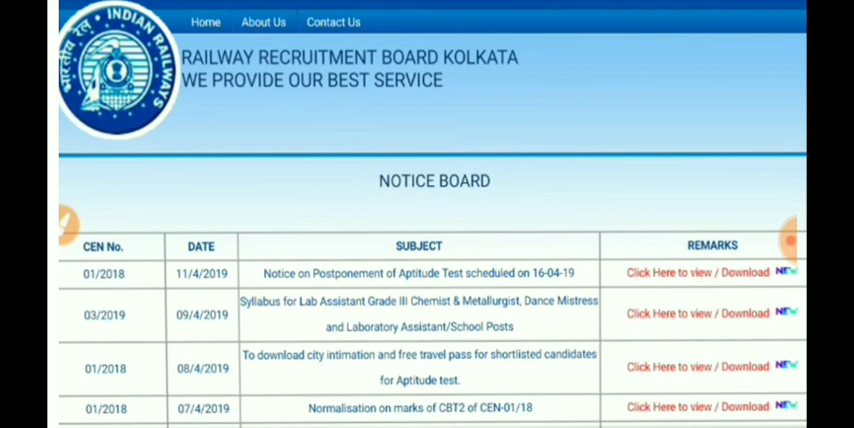 Home About Us Contact Us
भारतीय रेल • INDIAN RAILWAYS
RAILWAY RECRUITMENT BOARD KOLKATA
WE PROVIDE OUR BEST SERVICE
NOTICE BOARD
CEN No. DATE SUBJECT REMARKS
01/2018 11/4/2019 Notice on Postponement of Aptitude Test scheduled on 16-04-19 Click Here to view / Download NEW
03/2019 09/4/2019 Syllabus for Lab Assistant Grade III Chemist & Metallurgist, Dance Mistress Click Here to view / Download NEW
and Laboratory Assistant/School Posts
01/2018 08/4/2019 To download city intimation and free travel pass for shortlisted candidates Click Here to view / Download NEW
for Aptitude test.
01/2018 07/4/2019 Normalisation on marks of CBT2 of CEN-01/18 Click Here to view / Download NEW